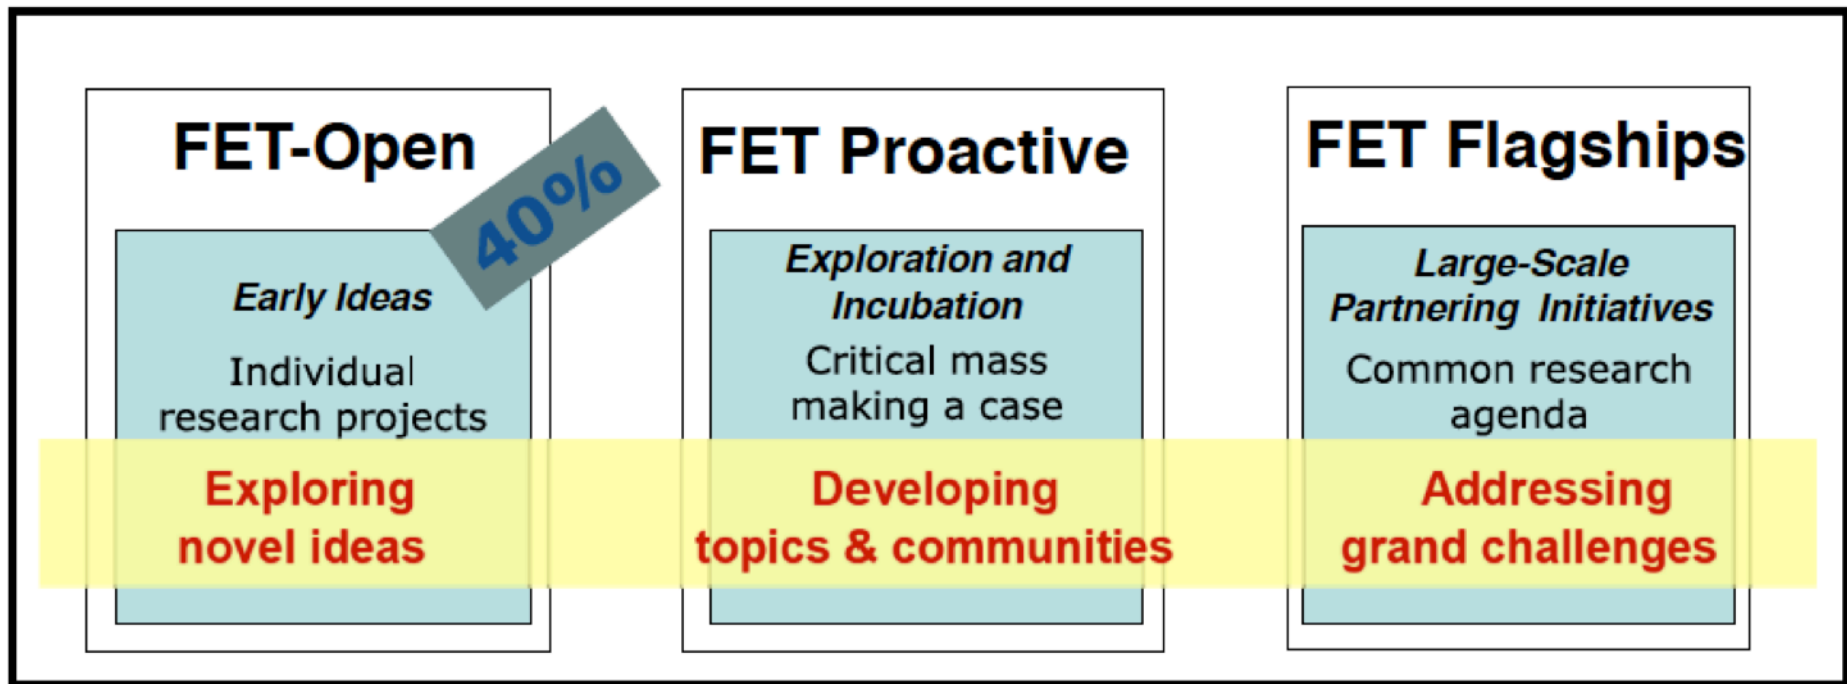 FET-Open
40%
Early Ideas
Individual
research projects
Exploring
novel ideas
FET Proactive
Exploration and
Incubation
Critical mass
making a case
Developing
topics & communities
FET Flagships
Large-Scale
Partnering Initiatives
Common research
agenda
Addressing
grand challenges